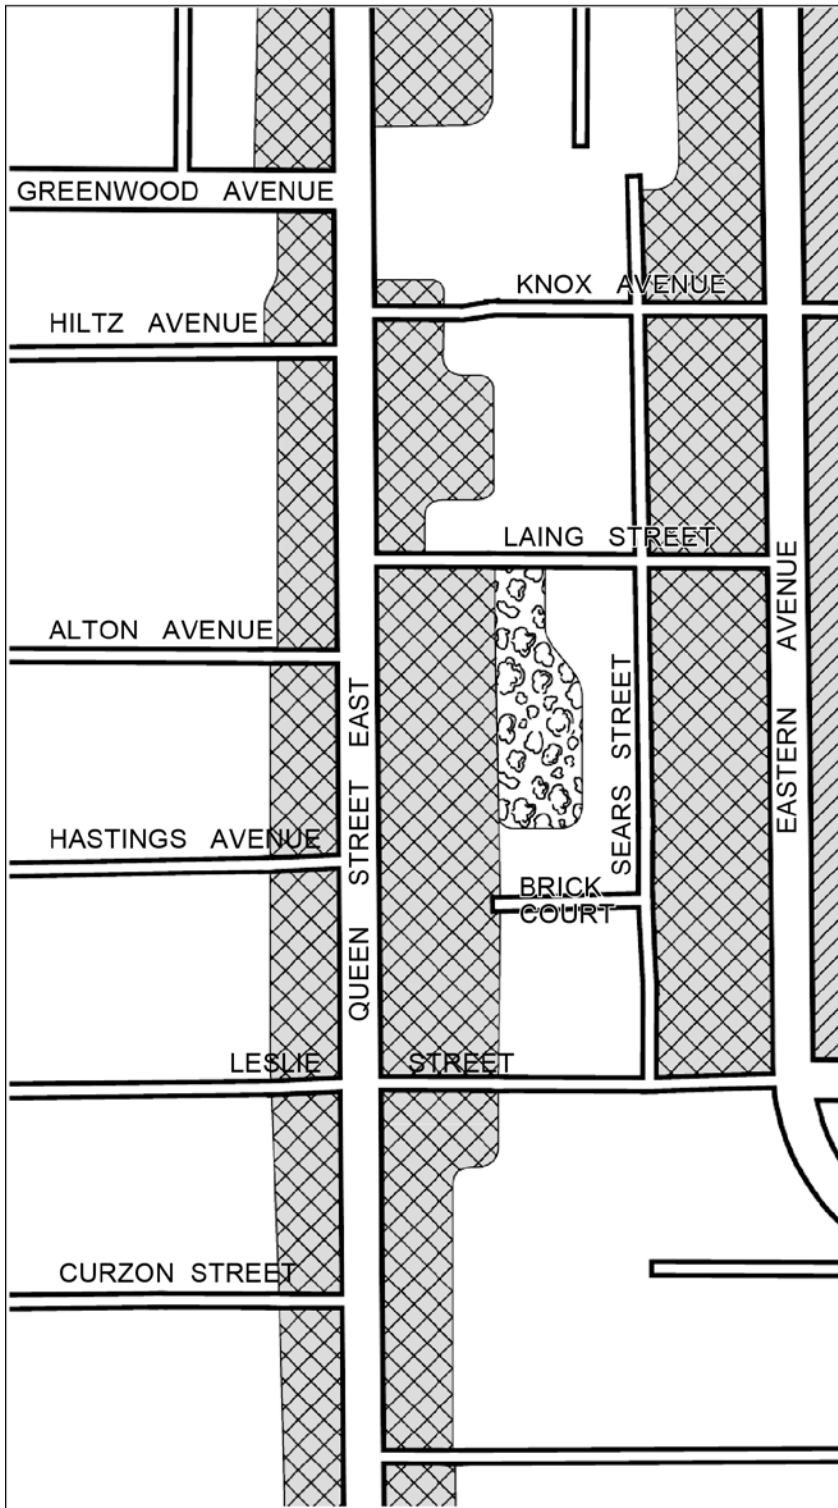 GREENWOOD AVENUE
KNOX AVENUE
HILTZ AVENUE
LAING STREET
ALTON AVENUE
EASTERN AVENUE
SEARS STREET
QUEEN STREET EAST
HASTINGS AVENUE
BRICK
COURT
LESLIE STREET
CURZON STREET